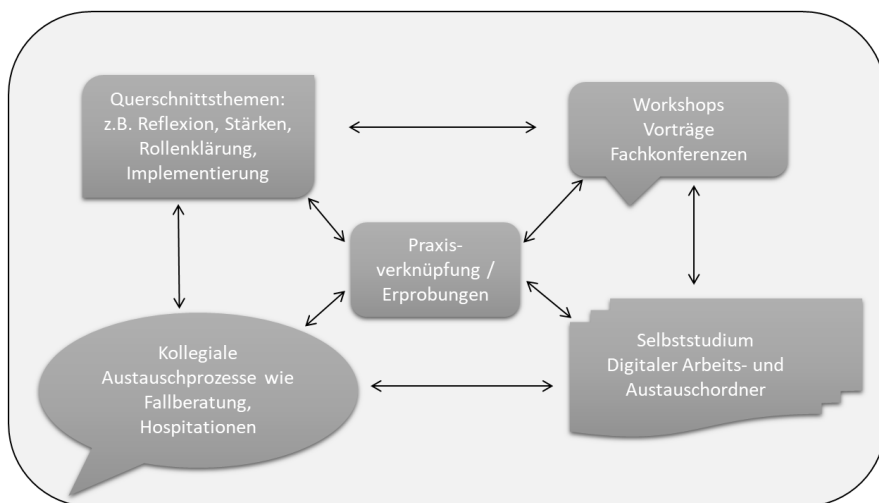 Querschnittsthemen:
z.B. Reflexion, Stärken,
Rollenklärung,
Implementierung
Workshops
Vorträge
Fachkonferenzen
Praxis-
verknüpfung /
Erprobungen
Kollegiale
Austauschprozesse wie
Fallberatung,
Hospitationen
Selbststudium
Digitaler Arbeits- und
Austauschordner